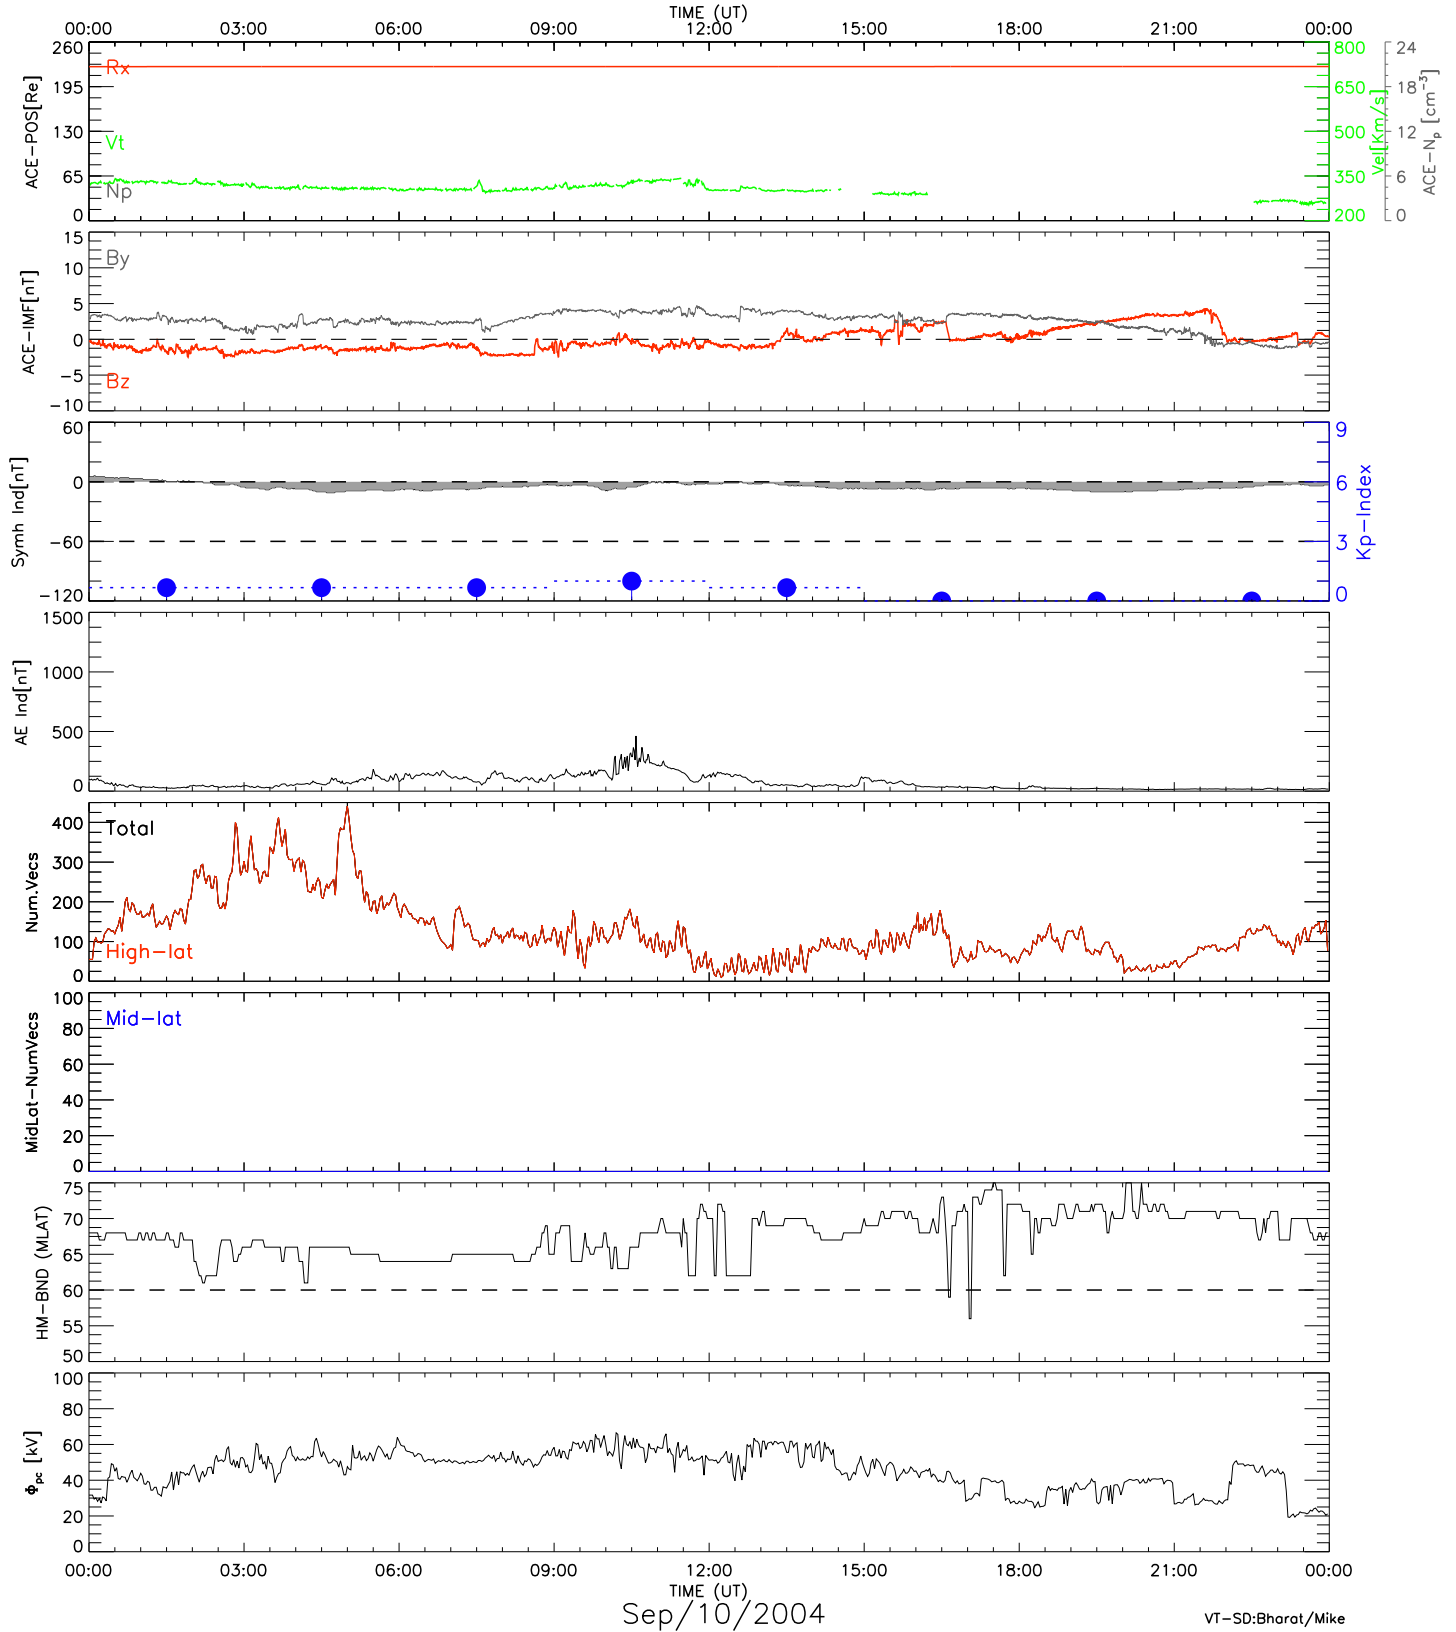 TIME (UT)
00:00 03:00 06:00 09:00 12:00 15:00 18:00 21:00 00:00
ACE-POS[Re]
260
195
130
65
0
Rx
Vt
Np
800
650
500
350
200
Vel[Km/s]
24
18
12
6
0
ACE-Np [cm-3]
ACE-IMF[nT]
15
10
5
0
-5
-10
By
Bz
Symh Ind[nT]
60
0
-60
-120
9
6
3
0
Kp-Index
AE Ind[nT]
1500
1000
500
0
Num.Vecs
400
300
200
100
0
Total
High-lat
MidLat-NumVecs
100
80
60
40
20
0
Mid-lat
HM-BND (MLAT)
75
70
65
60
55
50
Φpc [kV]
100
80
60
40
20
0
00:00 03:00 06:00 09:00 12:00 15:00 18:00 21:00 00:00
TIME (UT)
Sep/10/2004
VT-SD:Bharat/Mike